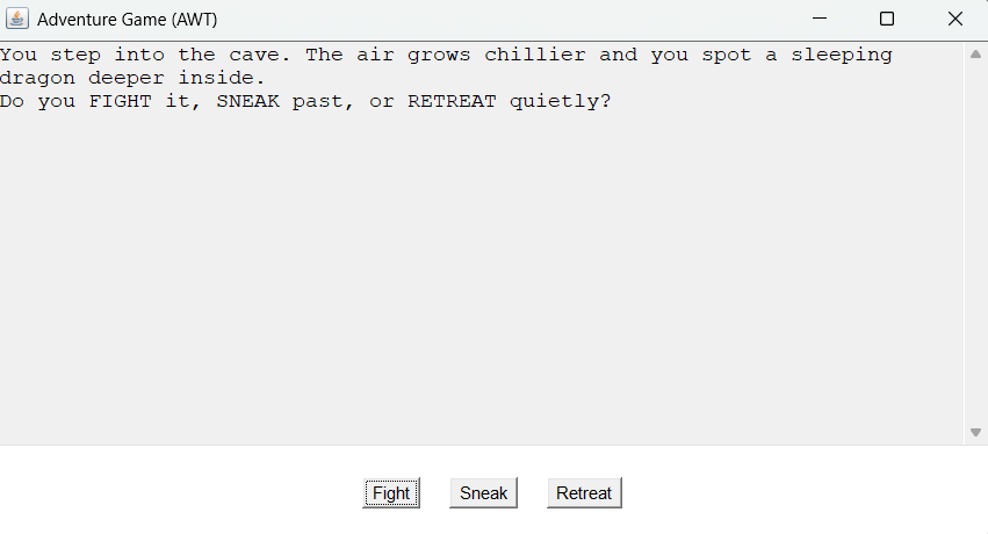 Adventure Game (AWT)
You step into the cave. The air grows chillier and you spot a sleeping
dragon deeper inside.
Do you FIGHT it, SNEAK past, or RETREAT quietly?
Fight Sneak Retreat